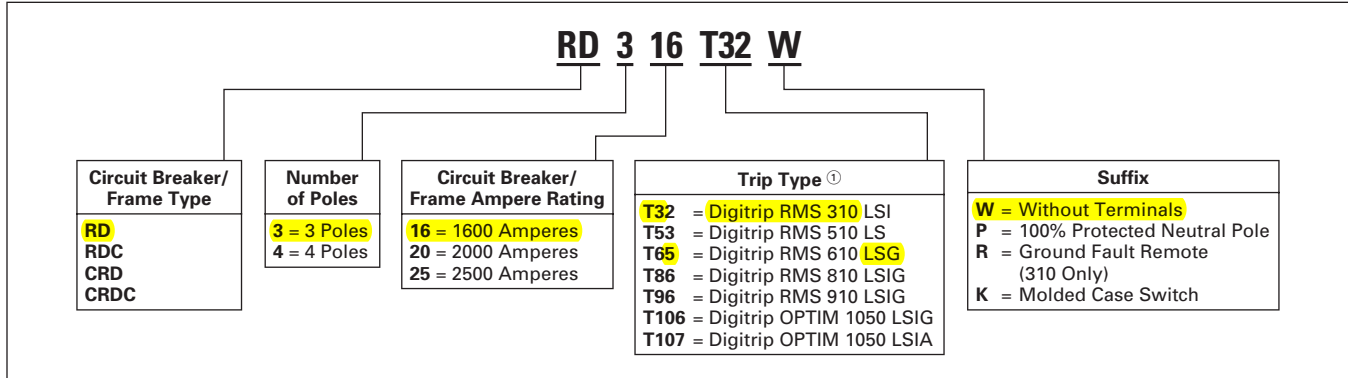 RD 3 16 T32 W
Circuit Breaker/
Frame Type
RD
RDC
CRD
CRDC
Number
of Poles
3 = 3 Poles
4 = 4 Poles
Circuit Breaker/
Frame Ampere Rating
16 = 1600 Amperes
20 = 2000 Amperes
25 = 2500 Amperes
Trip Type ①
T32 = Digitrip RMS 310 LSI
T53 = Digitrip RMS 510 LS
T65 = Digitrip RMS 610 LSG
T86 = Digitrip RMS 810 LSIG
T96 = Digitrip RMS 910 LSIG
T106 = Digitrip OPTIM 1050 LSIG
T107 = Digitrip OPTIM 1050 LSIA
Suffix
W = Without Terminals
P = 100% Protected Neutral Pole
R = Ground Fault Remote
(310 Only)
K = Molded Case Switch